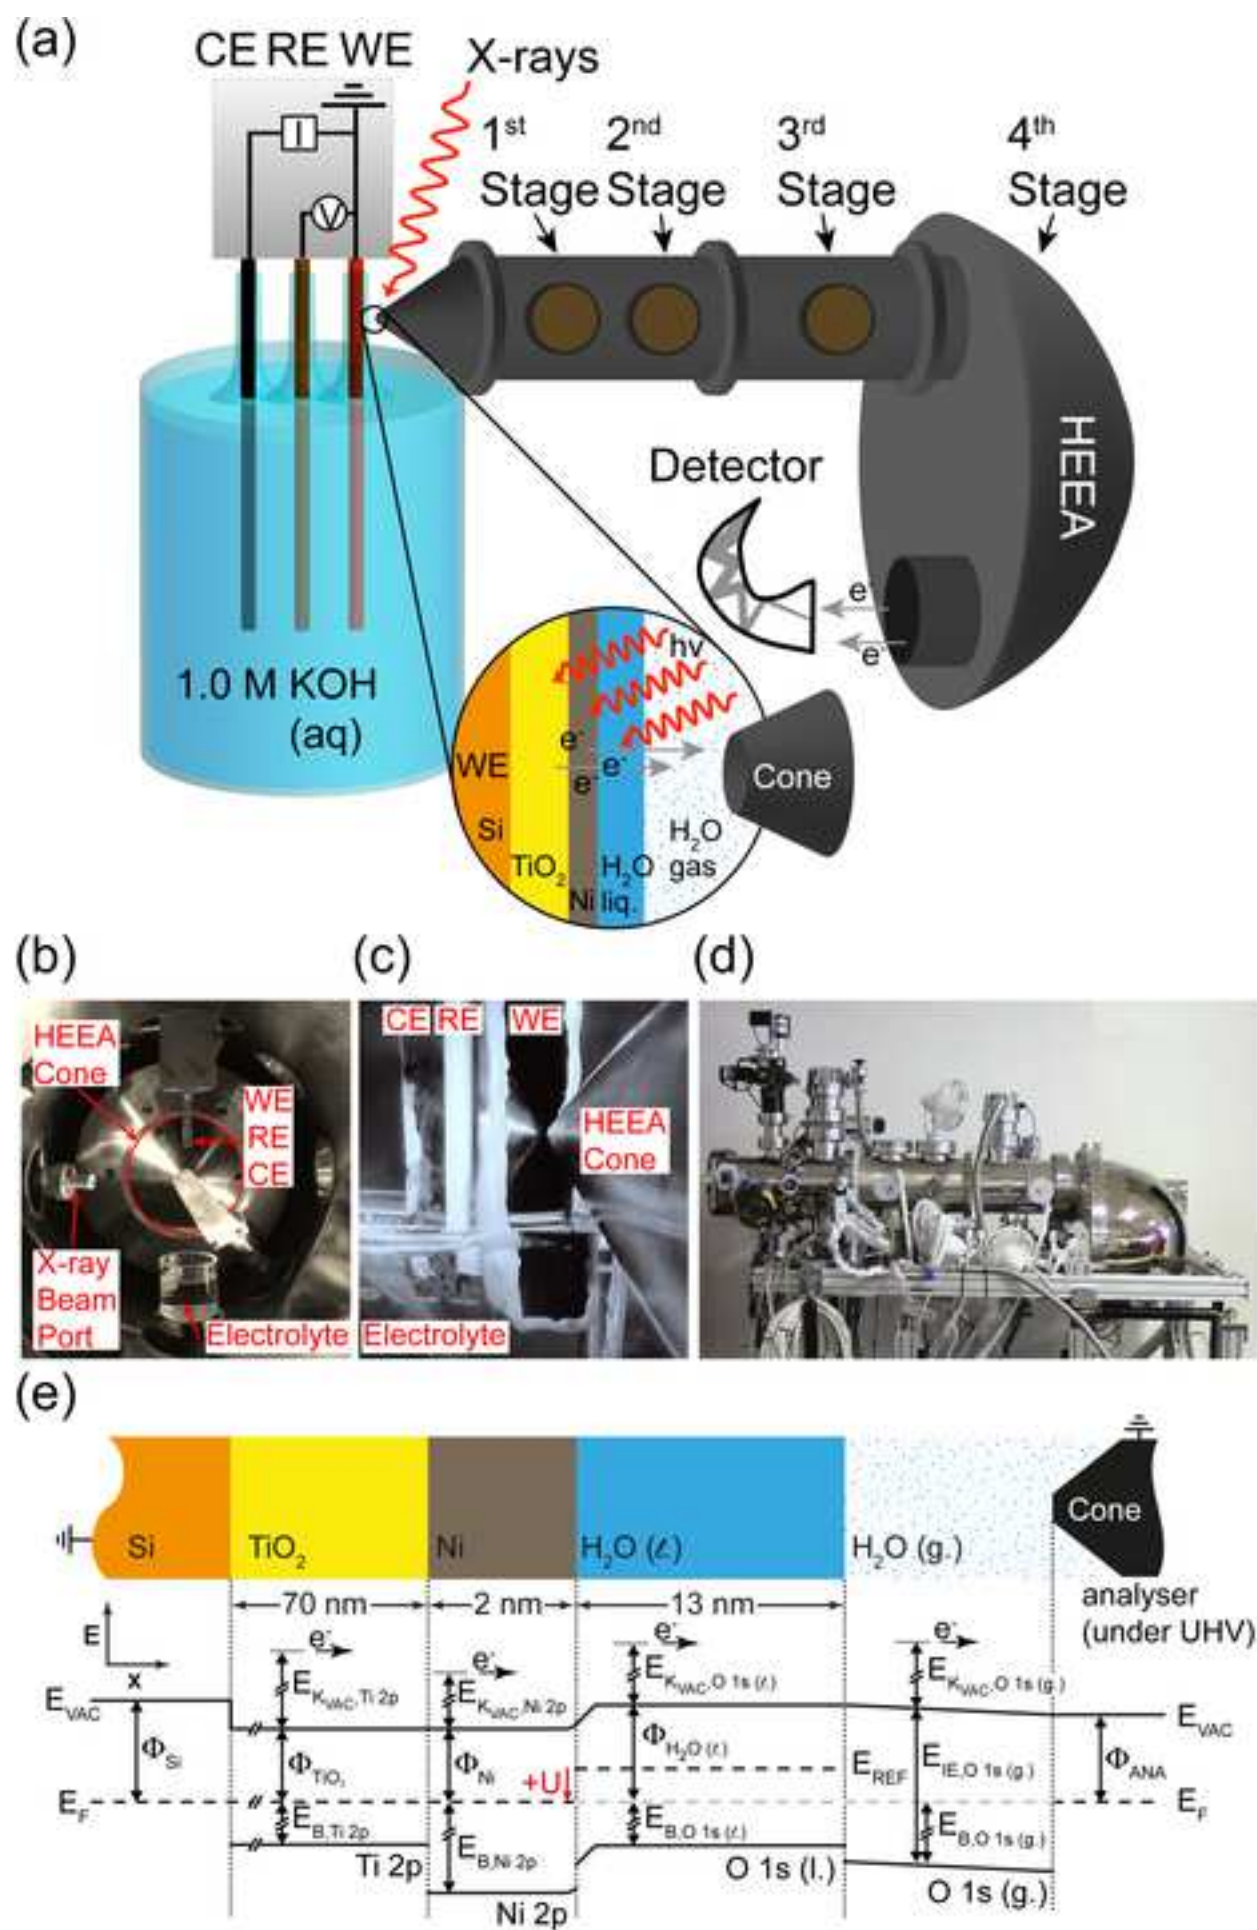 (a)
CE RE WE
X-rays
I
V
1st Stage
2nd Stage
3rd Stage
4th Stage
HEEA
Detector
e-
e-
1.0 M KOH
(aq)
hν
e-
e-
e-
WE
Cone
Si
TiO2
Ni
H2O
liq.
H2O
gas
(b)
HEEA
Cone
WE
RE
CE
X-ray
Beam
Port
Electrolyte
(c)
CE RE WE
HEEA
Cone
Electrolyte
(d)
(e)
Si
TiO2
Ni
H2O (ℓ.)
H2O (g.)
Cone
analyser
(under UHV)
70 nm
2 nm
13 nm
E
x
e-
e-
e-
e-
EKVAC,Ti 2p
EKVAC,Ni 2p
EKVAC,O 1s (ℓ.)
EKVAC,O 1s (g.)
EVAC
EVAC
ΦSi
ΦTiO2
ΦNi
+U
ΦH2O (ℓ.)
EREF
EIE,O 1s (g.)
ΦANA
EF
EF
EB,Ti 2p
EB,Ni 2p
EB,O 1s (ℓ.)
EB,O 1s (g.)
Ti 2p
Ni 2p
O 1s (l.)
O 1s (g.)